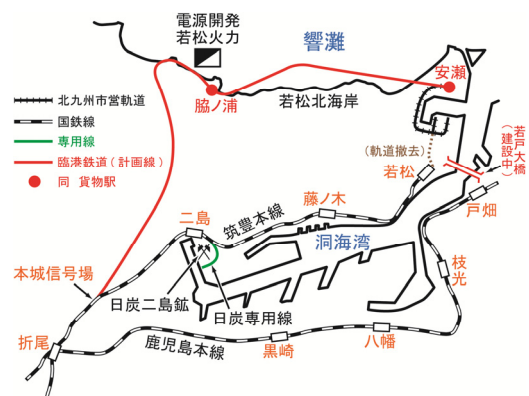 電源開発
若松火力
響灘
安瀬
脇ノ浦
若松北海岸
北九州市営軌道
国鉄線
専用線
臨港鉄道(計画線)
同 貨物駅
(軌道撤去)
若戸大橋
(建設中)
若松
戸畑
藤ノ木
筑豊本線
二島
洞海湾
枝光
本城信号場
日炭二島鉱
日炭専用線
折尾
鹿児島本線
黒崎
八幡